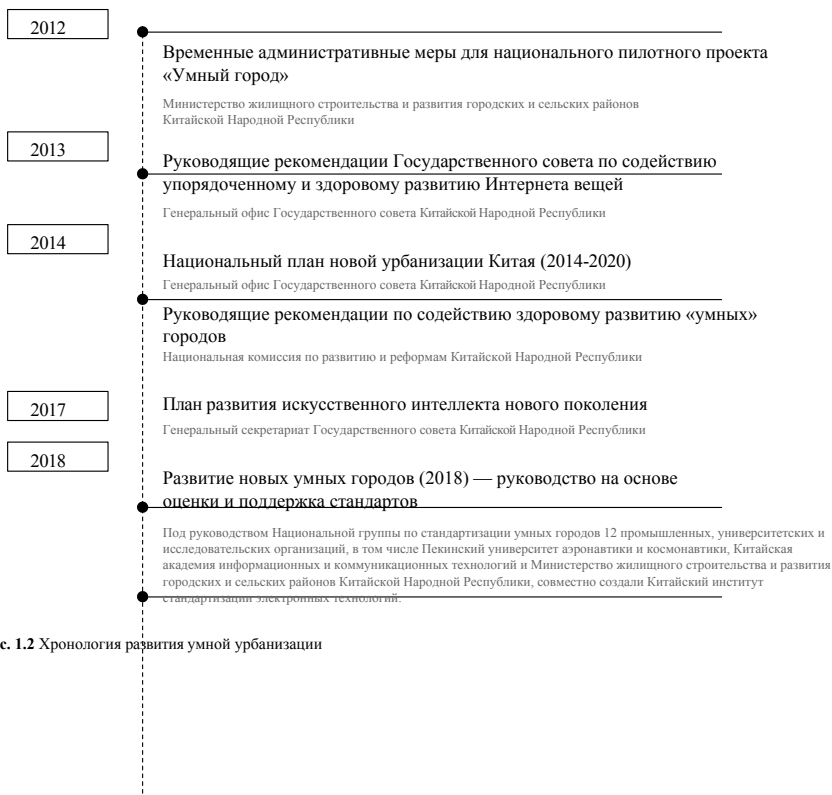 2012
Временные административные меры для национального пилотного проекта
«Умный город»
Министерство жилищного строительства и развития городских и сельских районов
Китайской Народной Республики
2013
Руководящие рекомендации Государственного совета по содействию
упорядоченному и здоровому развитию Интернета вещей
Генеральный офис Государственного совета Китайской Народной Республики
2014
Национальный план новой урбанизации Китая (2014-2020)
Генеральный офис Государственного совета Китайской Народной Республики
Руководящие рекомендации по содействию здоровому развитию «умных»
городов
Национальная комиссия по развитию и реформам Китайской Народной Республики
2017
План развития искусственного интеллекта нового поколения
Генеральный секретариат Государственного совета Китайской Народной Республики
2018
Развитие новых умных городов (2018) — руководство на основе
оценки и поддержка стандартов
Под руководством Национальной группы по стандартизации умных городов 12 промышленных, университетских и
исследовательских организаций, в том числе Пекинский университет аэронавтики и космонавтики, Китайская
академия информационных и коммуникационных технологий и Министерство жилищного строительства и развития
городских и сельских районов Китайской Народной Республики, совместно создали Китайский институт
стандартизации электронных технологий.
с. 1.2 Хронология развития умной урбанизации